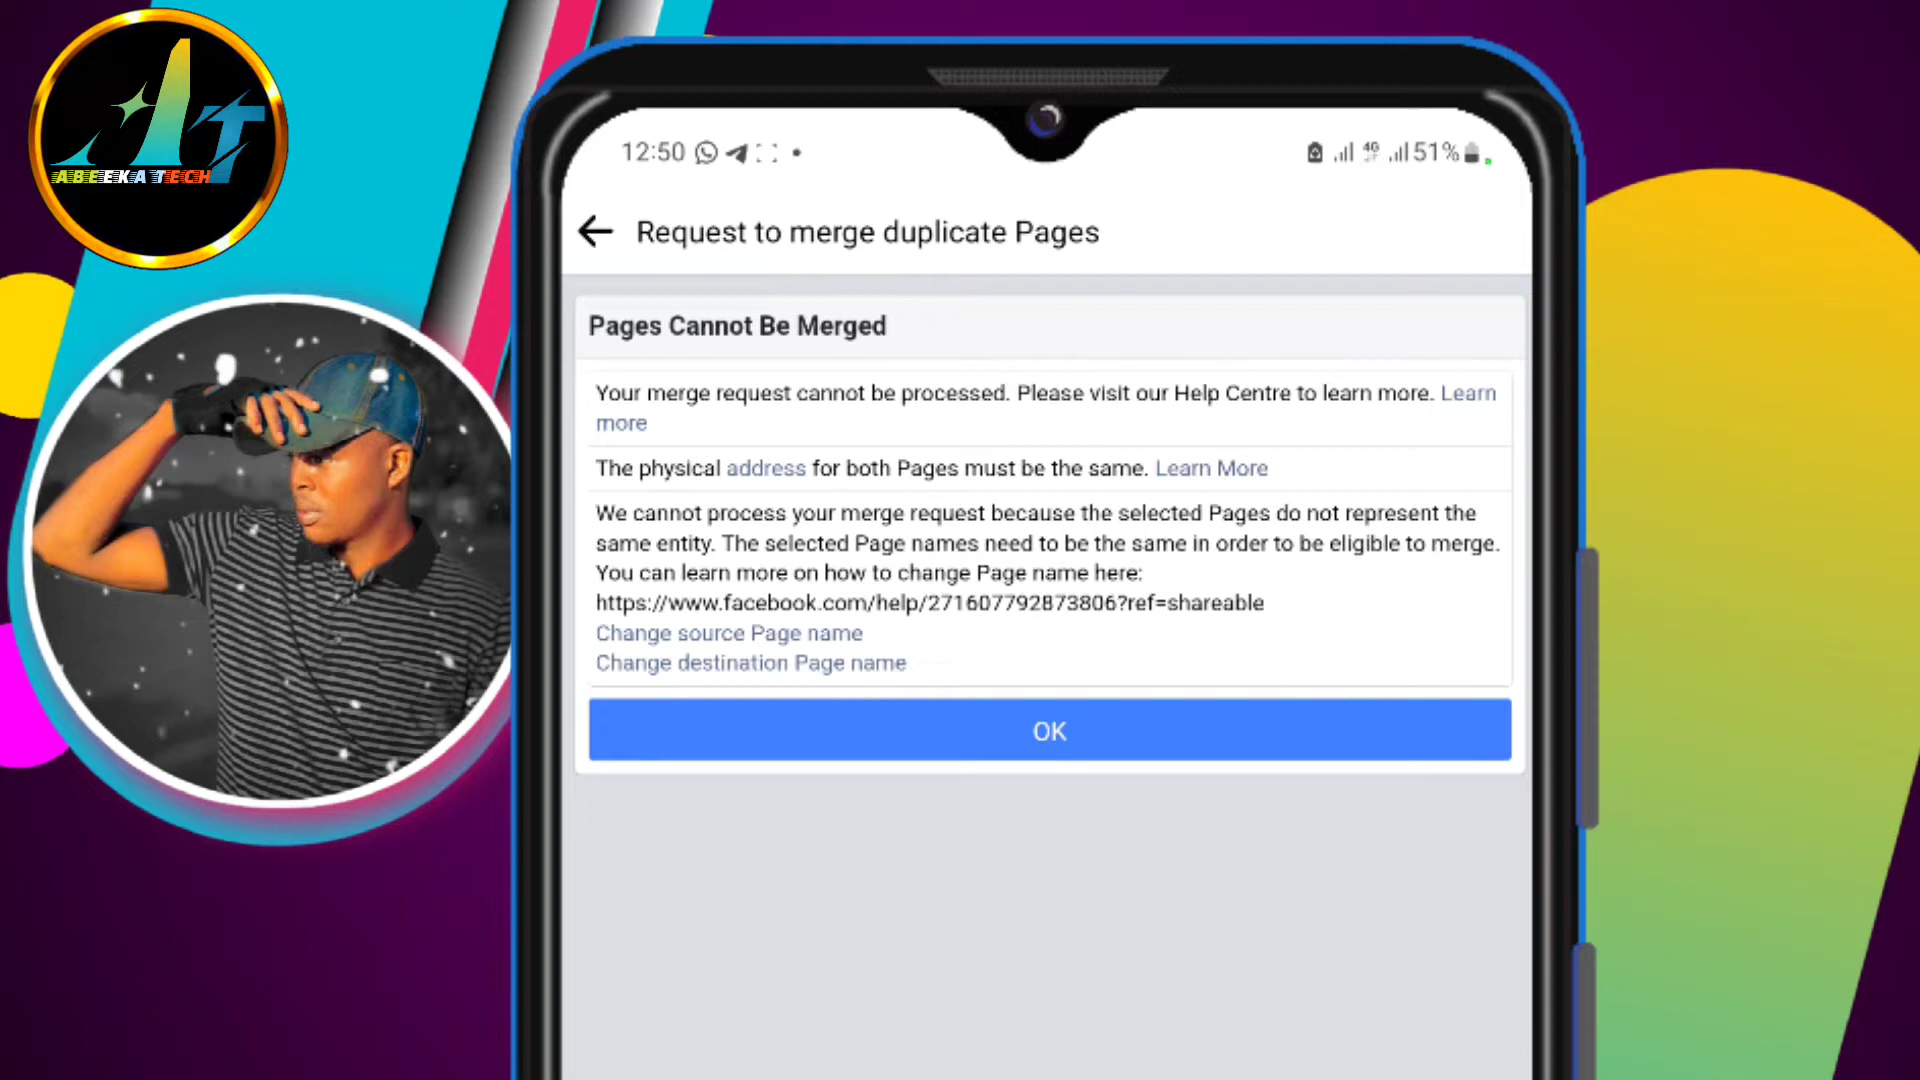 ABEEKA TECH
12:50
4G
51%
Request to merge duplicate Pages
Pages Cannot Be Merged
Your merge request cannot be processed. Please visit our Help Centre to learn more. Learn
more
The physical address for both Pages must be the same. Learn More
We cannot process your merge request because the selected Pages do not represent the
same entity. The selected Page names need to be the same in order to be eligible to merge.
You can learn more on how to change Page name here:
https://www.facebook.com/help/271607792873806?ref=shareable
Change source Page name
Change destination Page name
OK